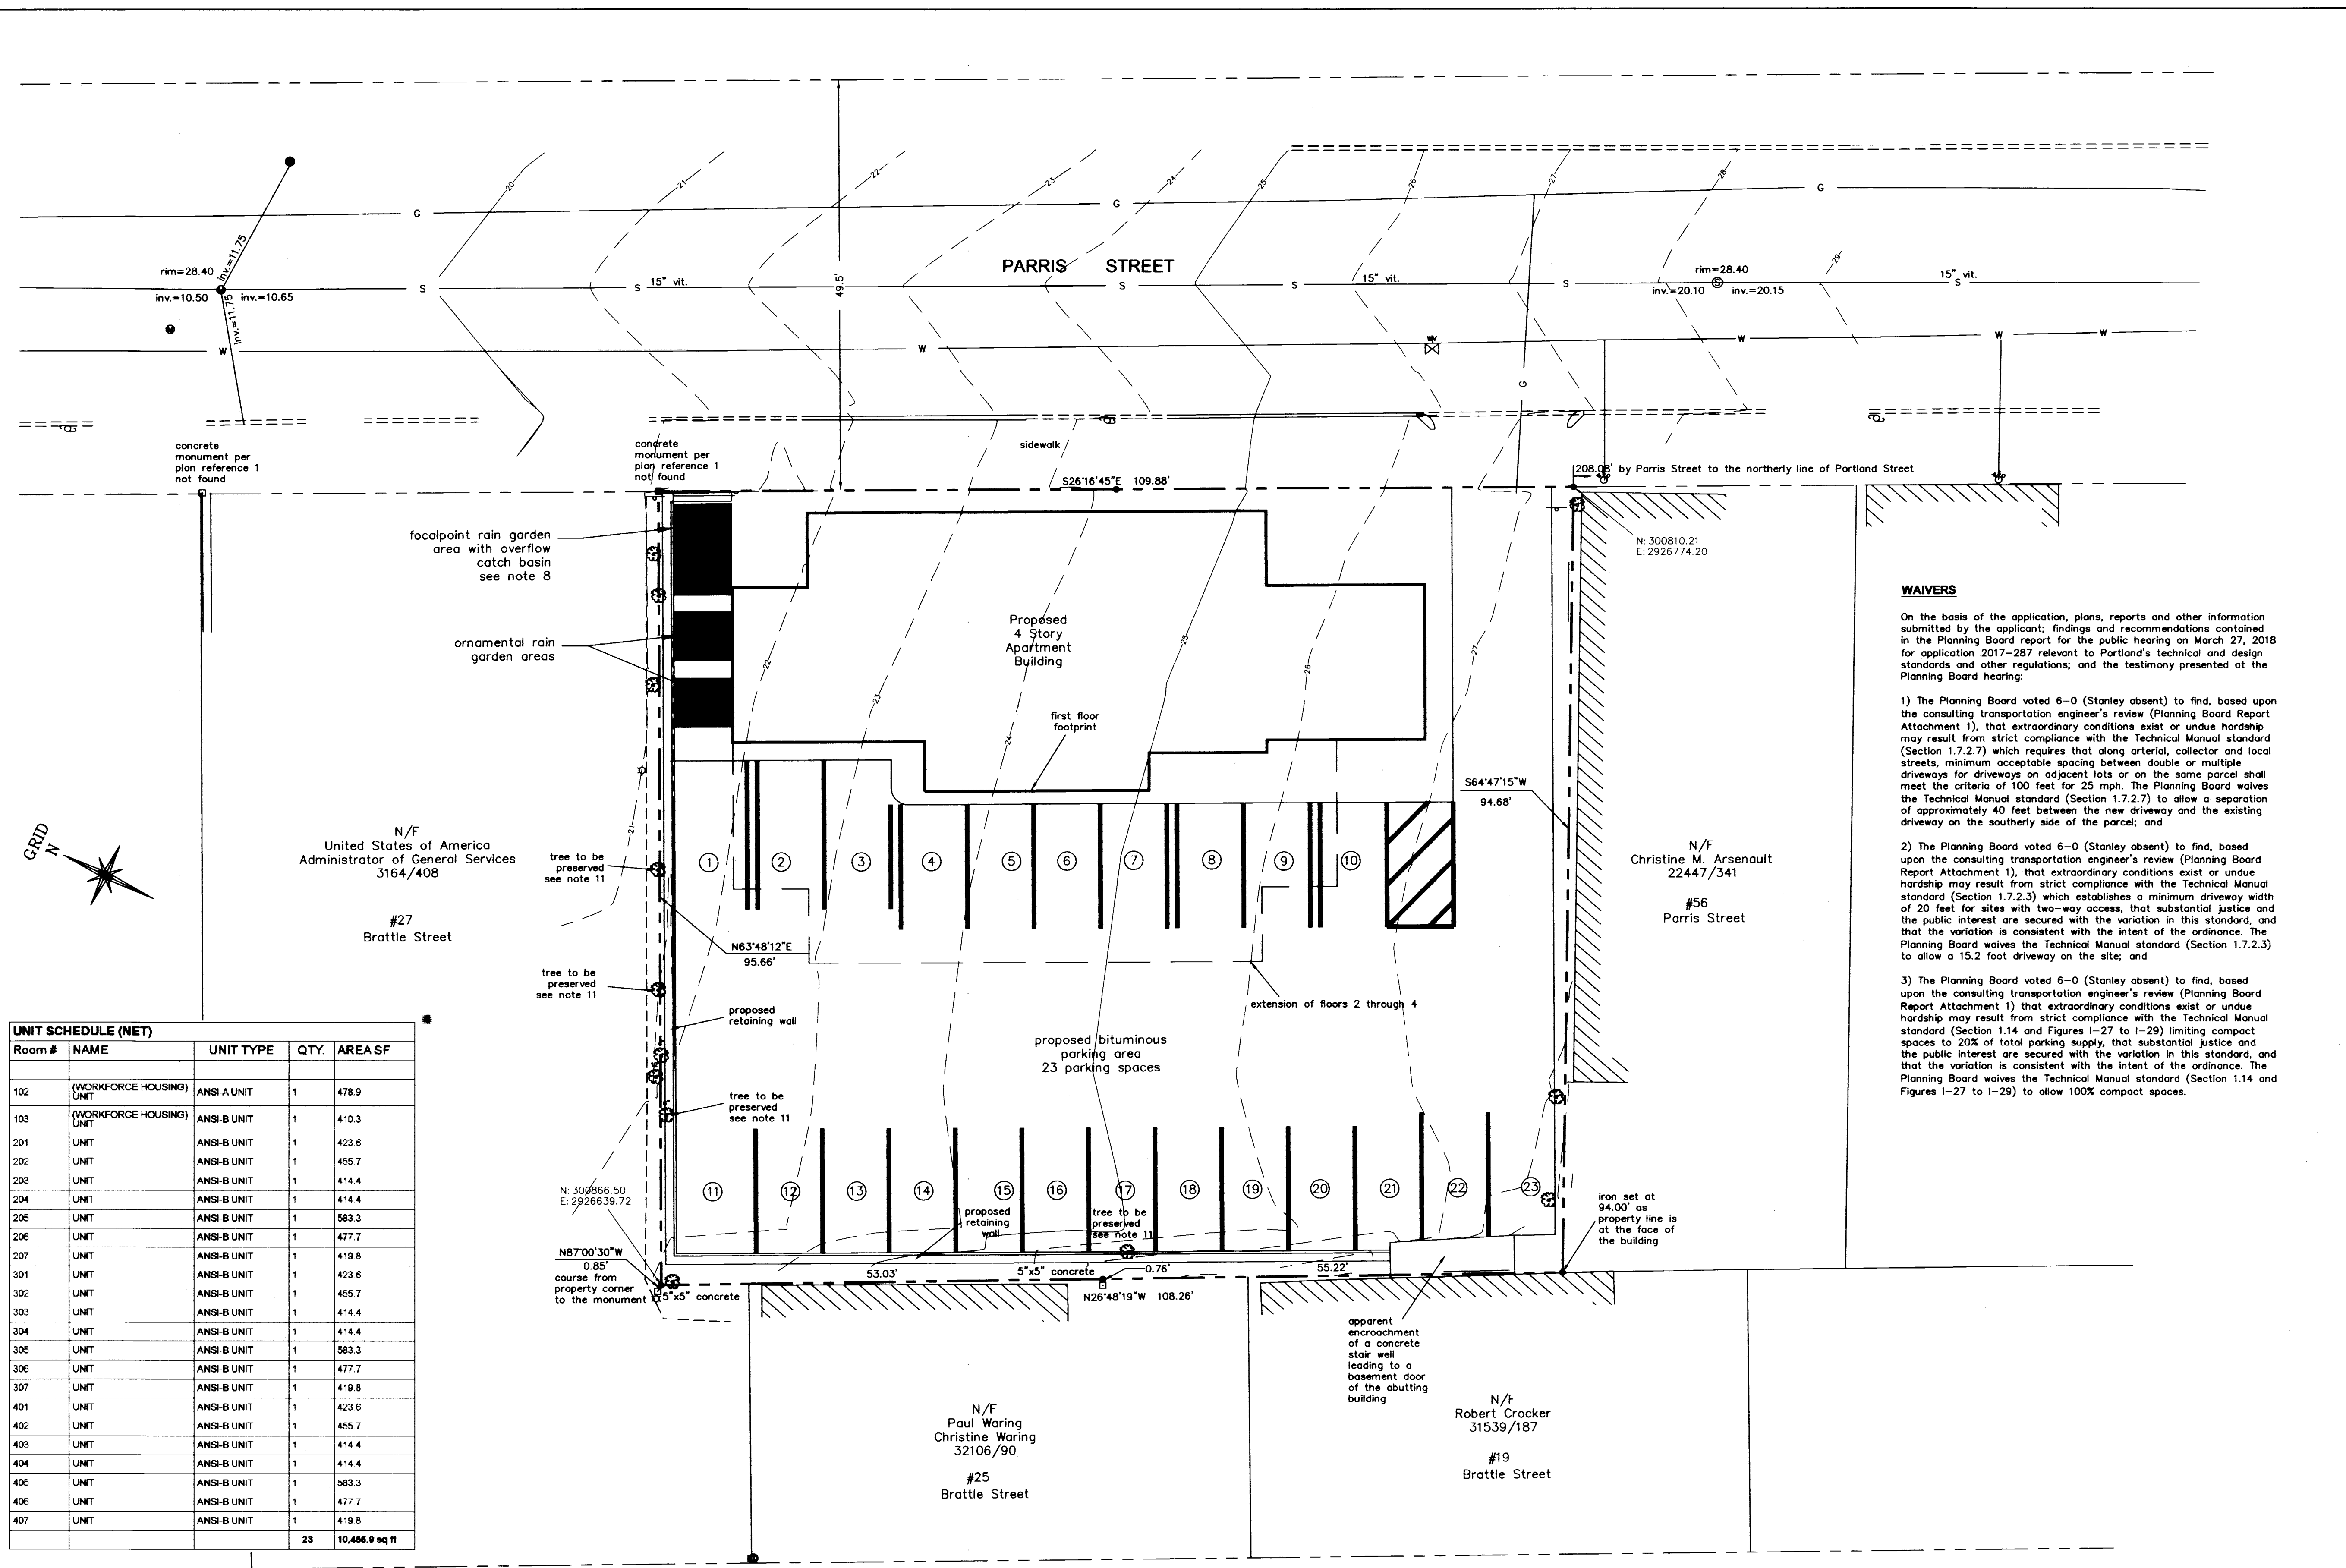 PARRIS STREET
20
21
22
23
24
25
26
27
28
29
G
G
G
G
rim=28.40
inv.=11.75
inv.=10.50
inv.=10.65
inv.=11.75
S
S
15" vit.
S
S
15" vit.
S
rim=28.40
inv.=20.10
inv.=20.15
15" vit.
S
49.5'
W
W
W
W
W
concrete
monument per
plan reference 1
not found
concrete
monument per
plan reference 1
not found
sidewalk
S26°16'45"E 109.88'
208.08' by Parris Street to the northerly line of Portland Street
N: 300810.21
E: 2926774.20
focalpoint rain garden
area with overflow
catch basin
see note 8
ornamental rain
garden areas
Proposed
4 Story
Apartment
Building
first floor
footprint
21
22
23
24
25
26
27
S64°47'15"W
94.68'
N/F
United States of America
Administrator of General Services
3164/408
#27
Brattle Street
GRID
N
tree to be
preserved
see note 11
1
2
3
4
5
6
7
8
9
10
N63°48'12"E
95.66'
tree to be
preserved
see note 11
proposed
retaining wall
extension of floors 2 through 4
proposed bituminous
parking area
23 parking spaces
tree to be
preserved
see note 11
11
12
13
14
15
16
17
18
19
20
21
22
23
N: 300866.50
E: 2926639.72
proposed
retaining
wall
tree to be
preserved
see note 11
iron set at
94.00' as
property line is
at the face of
the building
N87°00'30"W
0.85'
course from
property corner
to the monument
5"x5" concrete
53.03'
5"x5" concrete
0.76'
55.22'
N26°48'19"W 108.26'
apparent
encroachment
of a concrete
stair well
leading to a
basement door
of the abutting
building
N/F
Christine M. Arsenault
22447/341
#56
Parris Street
N/F
Paul Waring
Christine Waring
32106/90
#25
Brattle Street
N/F
Robert Crocker
31539/187
#19
Brattle Street
WAIVERS
On the basis of the application, plans, reports and other information
submitted by the applicant; findings and recommendations contained
in the Planning Board report for the public hearing on March 27, 2018
for application 2017-287 relevant to Portland's technical and design
standards and other regulations; and the testimony presented at the
Planning Board hearing:
1) The Planning Board voted 6-0 (Stanley absent) to find, based upon
the consulting transportation engineer's review (Planning Board Report
Attachment 1), that extraordinary conditions exist or undue hardship
may result from strict compliance with the Technical Manual standard
(Section 1.7.2.7) which requires that along arterial, collector and local
streets, minimum acceptable spacing between double or multiple
driveways for driveways on adjacent lots or on the same parcel shall
meet the criteria of 100 feet for 25 mph. The Planning Board waives
the Technical Manual standard (Section 1.7.2.7) to allow a separation
of approximately 40 feet between the new driveway and the existing
driveway on the southerly side of the parcel; and
2) The Planning Board voted 6-0 (Stanley absent) to find, based
upon the consulting transportation engineer's review (Planning Board
Report Attachment 1), that extraordinary conditions exist or undue
hardship may result from strict compliance with the Technical Manual
standard (Section 1.7.2.3) which establishes a minimum driveway width
of 20 feet for sites with two-way access, that substantial justice and
the public interest are secured with the variation in this standard, and
that the variation is consistent with the intent of the ordinance. The
Planning Board waives the Technical Manual standard (Section 1.7.2.3)
to allow a 15.2 foot driveway on the site; and
3) The Planning Board voted 6-0 (Stanley absent) to find, based
upon the consulting transportation engineer's review (Planning Board
Report Attachment 1) that extraordinary conditions exist or undue
hardship may result from strict compliance with the Technical Manual
standard (Section 1.14 and Figures I-27 to I-29) limiting compact
spaces to 20% of total parking supply, that substantial justice and
the public interest are secured with the variation in this standard, and
that the variation is consistent with the intent of the ordinance. The
Planning Board waives the Technical Manual standard (Section 1.14 and
Figures I-27 to I-29) to allow 100% compact spaces.
UNIT SCHEDULE (NET)
Room # NAME UNIT TYPE QTY. AREA SF
102 (WORKFORCE HOUSING) UNIT ANSI-A UNIT 1 478.9
103 (WORKFORCE HOUSING) UNIT ANSI-B UNIT 1 410.3
201 UNIT ANSI-B UNIT 1 423.6
202 UNIT ANSI-B UNIT 1 455.7
203 UNIT ANSI-B UNIT 1 414.4
204 UNIT ANSI-B UNIT 1 414.4
205 UNIT ANSI-B UNIT 1 583.3
206 UNIT ANSI-B UNIT 1 477.7
207 UNIT ANSI-B UNIT 1 419.8
301 UNIT ANSI-B UNIT 1 423.6
302 UNIT ANSI-B UNIT 1 455.7
303 UNIT ANSI-B UNIT 1 414.4
304 UNIT ANSI-B UNIT 1 414.4
305 UNIT ANSI-B UNIT 1 583.3
306 UNIT ANSI-B UNIT 1 477.7
307 UNIT ANSI-B UNIT 1 419.8
401 UNIT ANSI-B UNIT 1 423.6
402 UNIT ANSI-B UNIT 1 455.7
403 UNIT ANSI-B UNIT 1 414.4
404 UNIT ANSI-B UNIT 1 414.4
405 UNIT ANSI-B UNIT 1 583.3
406 UNIT ANSI-B UNIT 1 477.7
407 UNIT ANSI-B UNIT 1 419.8
23 10,455.9 sq ft